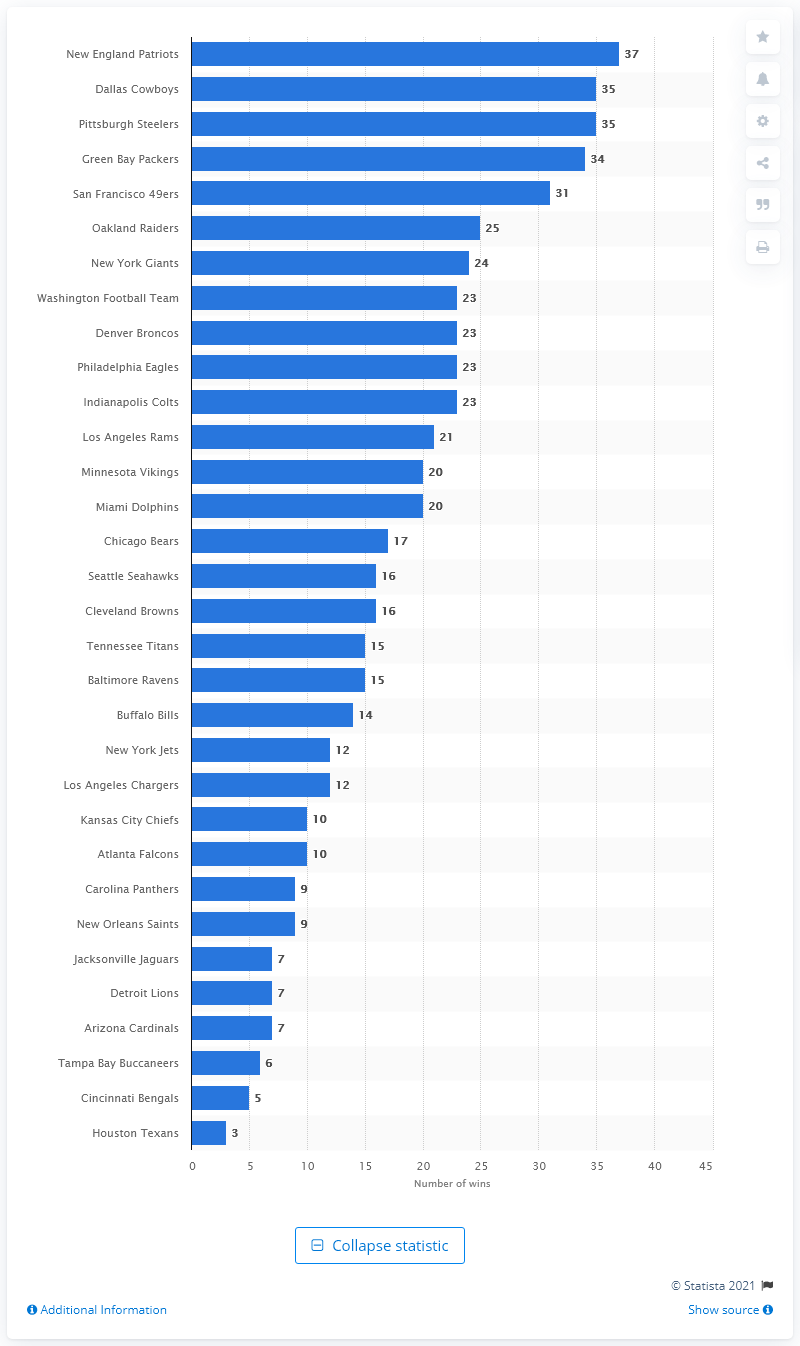 New England Patriots 37
Dallas Cowboys 35
Pittsburgh Steelers 35
Green Bay Packers 34
San Francisco 49ers 31
Oakland Raiders 25
New York Giants 24
Washington Football Team 23
Denver Broncos 23
Philadelphia Eagles 23
Indianapolis Colts 23
Los Angeles Rams 21
Minnesota Vikings 20
Miami Dolphins 20
Chicago Bears 17
Seattle Seahawks 16
Cleveland Browns 16
Tennessee Titans 15
Baltimore Ravens 15
Buffalo Bills 14
New York Jets 12
Los Angeles Chargers 12
Kansas City Chiefs 10
Atlanta Falcons 10
Carolina Panthers 9
New Orleans Saints 9
Jacksonville Jaguars 7
Detroit Lions 7
Arizona Cardinals 7
Tampa Bay Buccaneers 6
Cincinnati Bengals 5
Houston Texans 3
0 5 10 15 20 25 30 35 40 45
Number of wins
Collapse statistic
© Statista 2021
Additional Information Show source